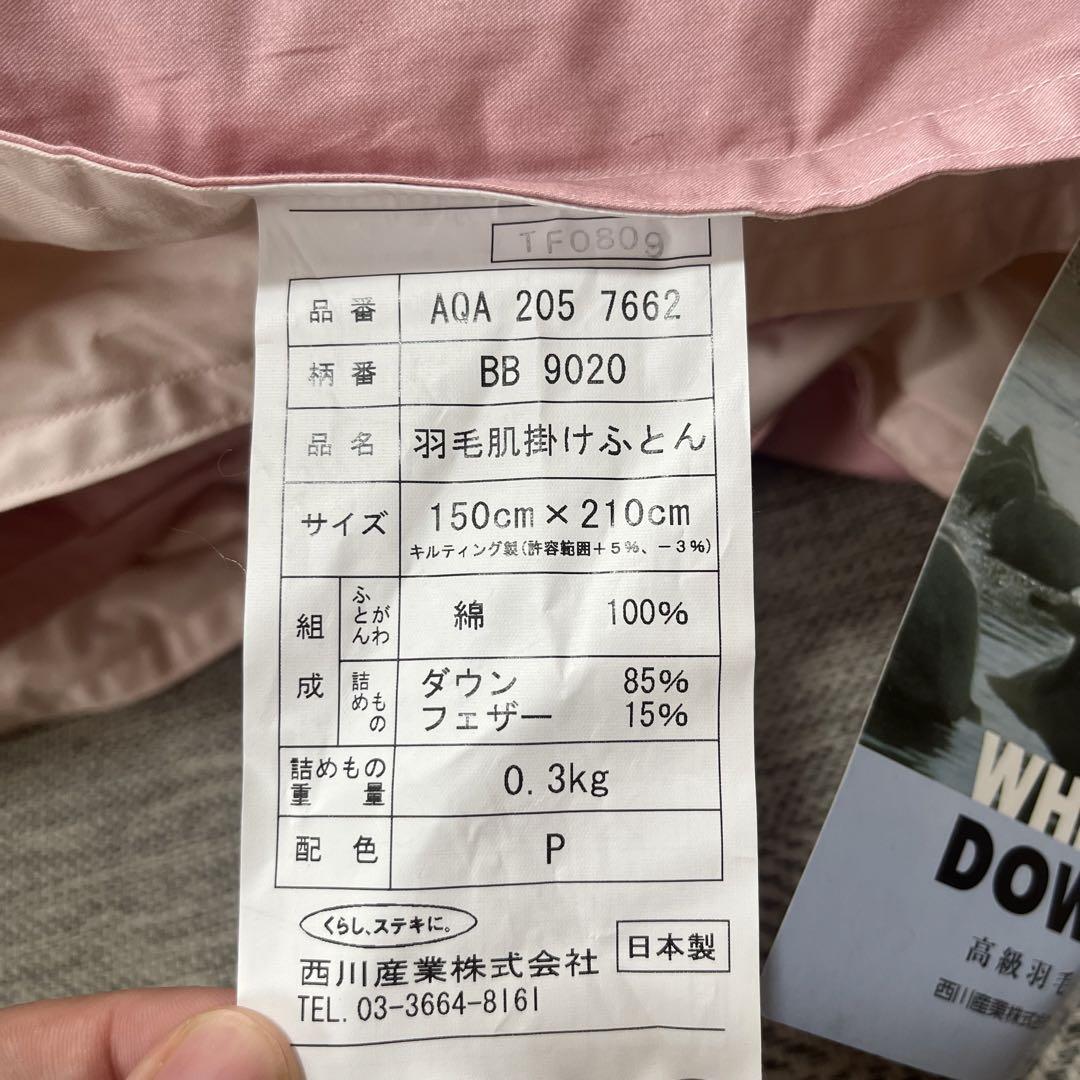 TF0809
品番 AQA 205 7662
柄番 BB 9020
品名 羽毛肌掛けふとん
サイズ 150cm×210cm
キルティング製(許容範囲+5%、-3%)
組成 ふとんがわ 綿 100%
詰めもの ダウン 85%
フェザー 15%
詰めもの重量 0.3kg
配色 P
くらし、ステキに。
西川産業株式会社 日本製
TEL. 03-3664-8161
高級羽毛
西川産業株式